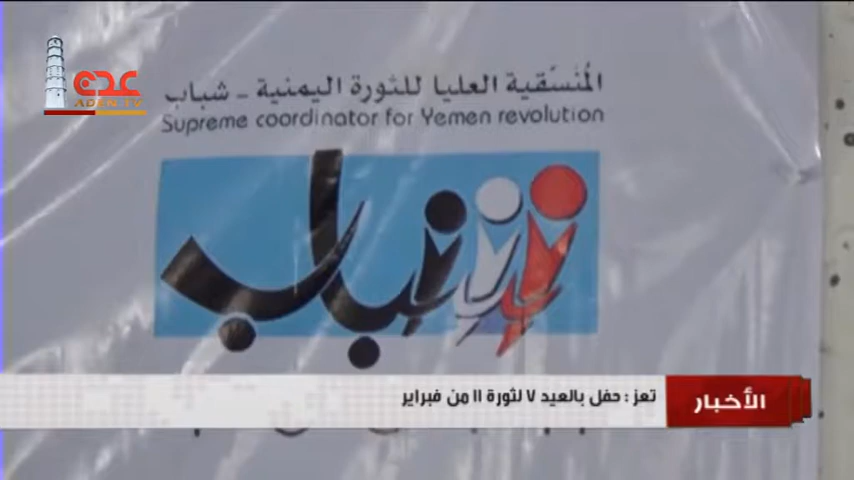 عدن
ADEN TV
المُنَسّقية العليا للثورة اليمنية - شباب
Supreme coordinator for Yemen revolution
شباب
تعز : حفل بالعيد ٧ لثورة ١١ من فبراير
الأخبار